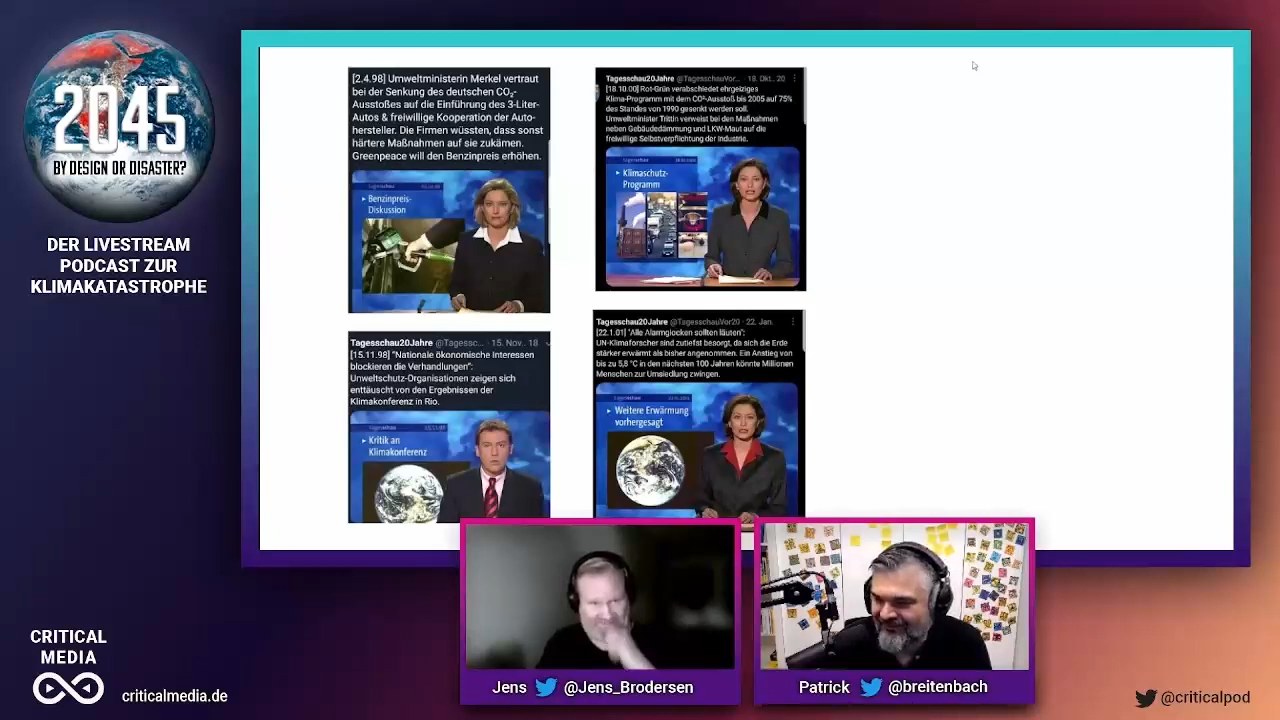 2045
BY DESIGN OR DISASTER?
DER LIVESTREAM
PODCAST ZUR
KLIMAKATASTROPHE
[2.4.98] Umweltministerin Merkel vertraut
bei der Senkung des deutschen CO₂-
Ausstoßes auf die Einführung des 3-Liter-
Autos & freiwillige Kooperation der Auto-
hersteller. Die Firmen wüssten, dass sonst
härtere Maßnahmen auf sie zukämen.
Greenpeace will den Benzinpreis erhöhen.
Benzinpreis-
Diskussion
Tagesschau20Jahre @TagesschauVor... · 18. Okt.. 20
[18.10.00] Rot-Grün verabschiedet ehrgeiziges
Klima-Programm mit dem CO²-Ausstoß bis 2005 auf 75%
des Standes von 1990 gesenkt werden soll.
Umweltminister Trittin verweist bei den Maßnahmen
neben Gebäudedämmung und LKW-Maut auf die
freiwillige Selbstverpflichtung der Industrie.
Klimaschutz-
Programm
Tagesschau20Jahre @Tagessc... · 15. Nov.. 18
[15.11.98] "Nationale ökonomische Interessen
blockieren die Verhandlungen":
Umweltschutz-Organisationen zeigen sich
enttäuscht von den Ergebnissen der
Klimakonferenz in Rio.
Kritik an
Klimakonferenz
Tagesschau20Jahre @TagesschauVor20 · 22. Jan.
[22.1.01] "Alle Alarmglocken sollten läuten":
UN-Klimaforscher sind zutiefst besorgt, da sich die Erde
stärker erwärmt als bisher angenommen. Ein Anstieg von
bis zu 5,8 °C in den nächsten 100 Jahren könnte Millionen
Menschen zur Umsiedlung zwingen.
Weitere Erwärmung
vorhergesagt
CRITICAL
MEDIA
criticalmedia.de
Jens @Jens_Brodersen
Patrick @breitenbach
@criticalpod